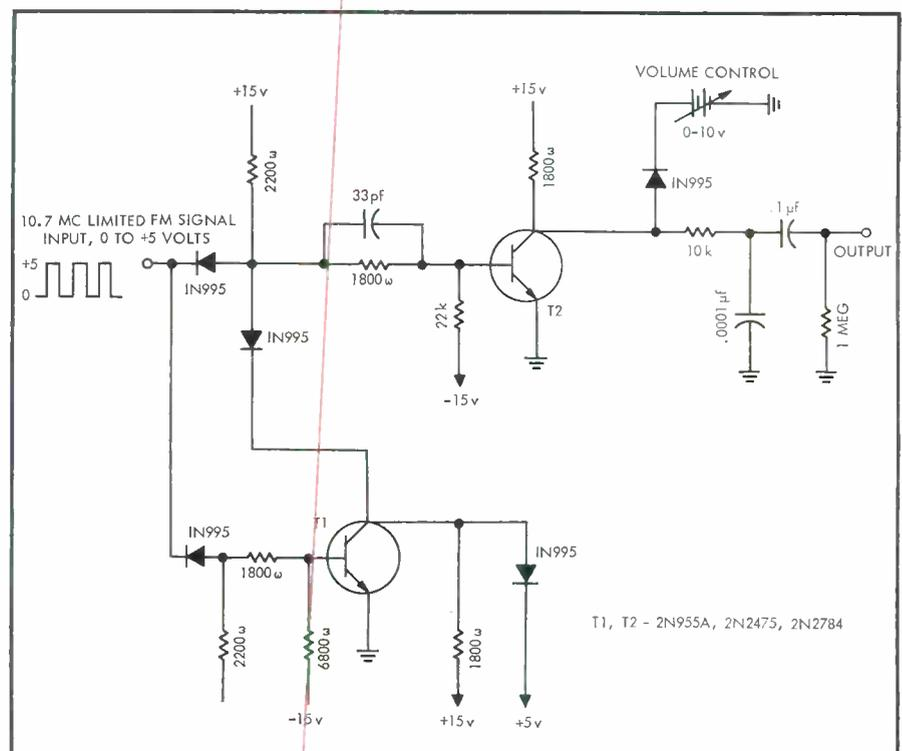 VOLUME CONTROL
+15v
+15v
0-10v
2200ω
1800ω
IN995
33pf
10.7 MC LIMITED FM SIGNAL
INPUT, 0 TO +5 VOLTS
.1μf
+5
0
IN995
1800ω
10k
OUTPUT
T2
22k
IN995
.0001μf
1 MEG
-15v
T1
IN995
IN995
1800ω
2200ω
6800ω
1800ω
T1, T2 - 2N955A, 2N2475, 2N2784
-15v
+15v
+5v